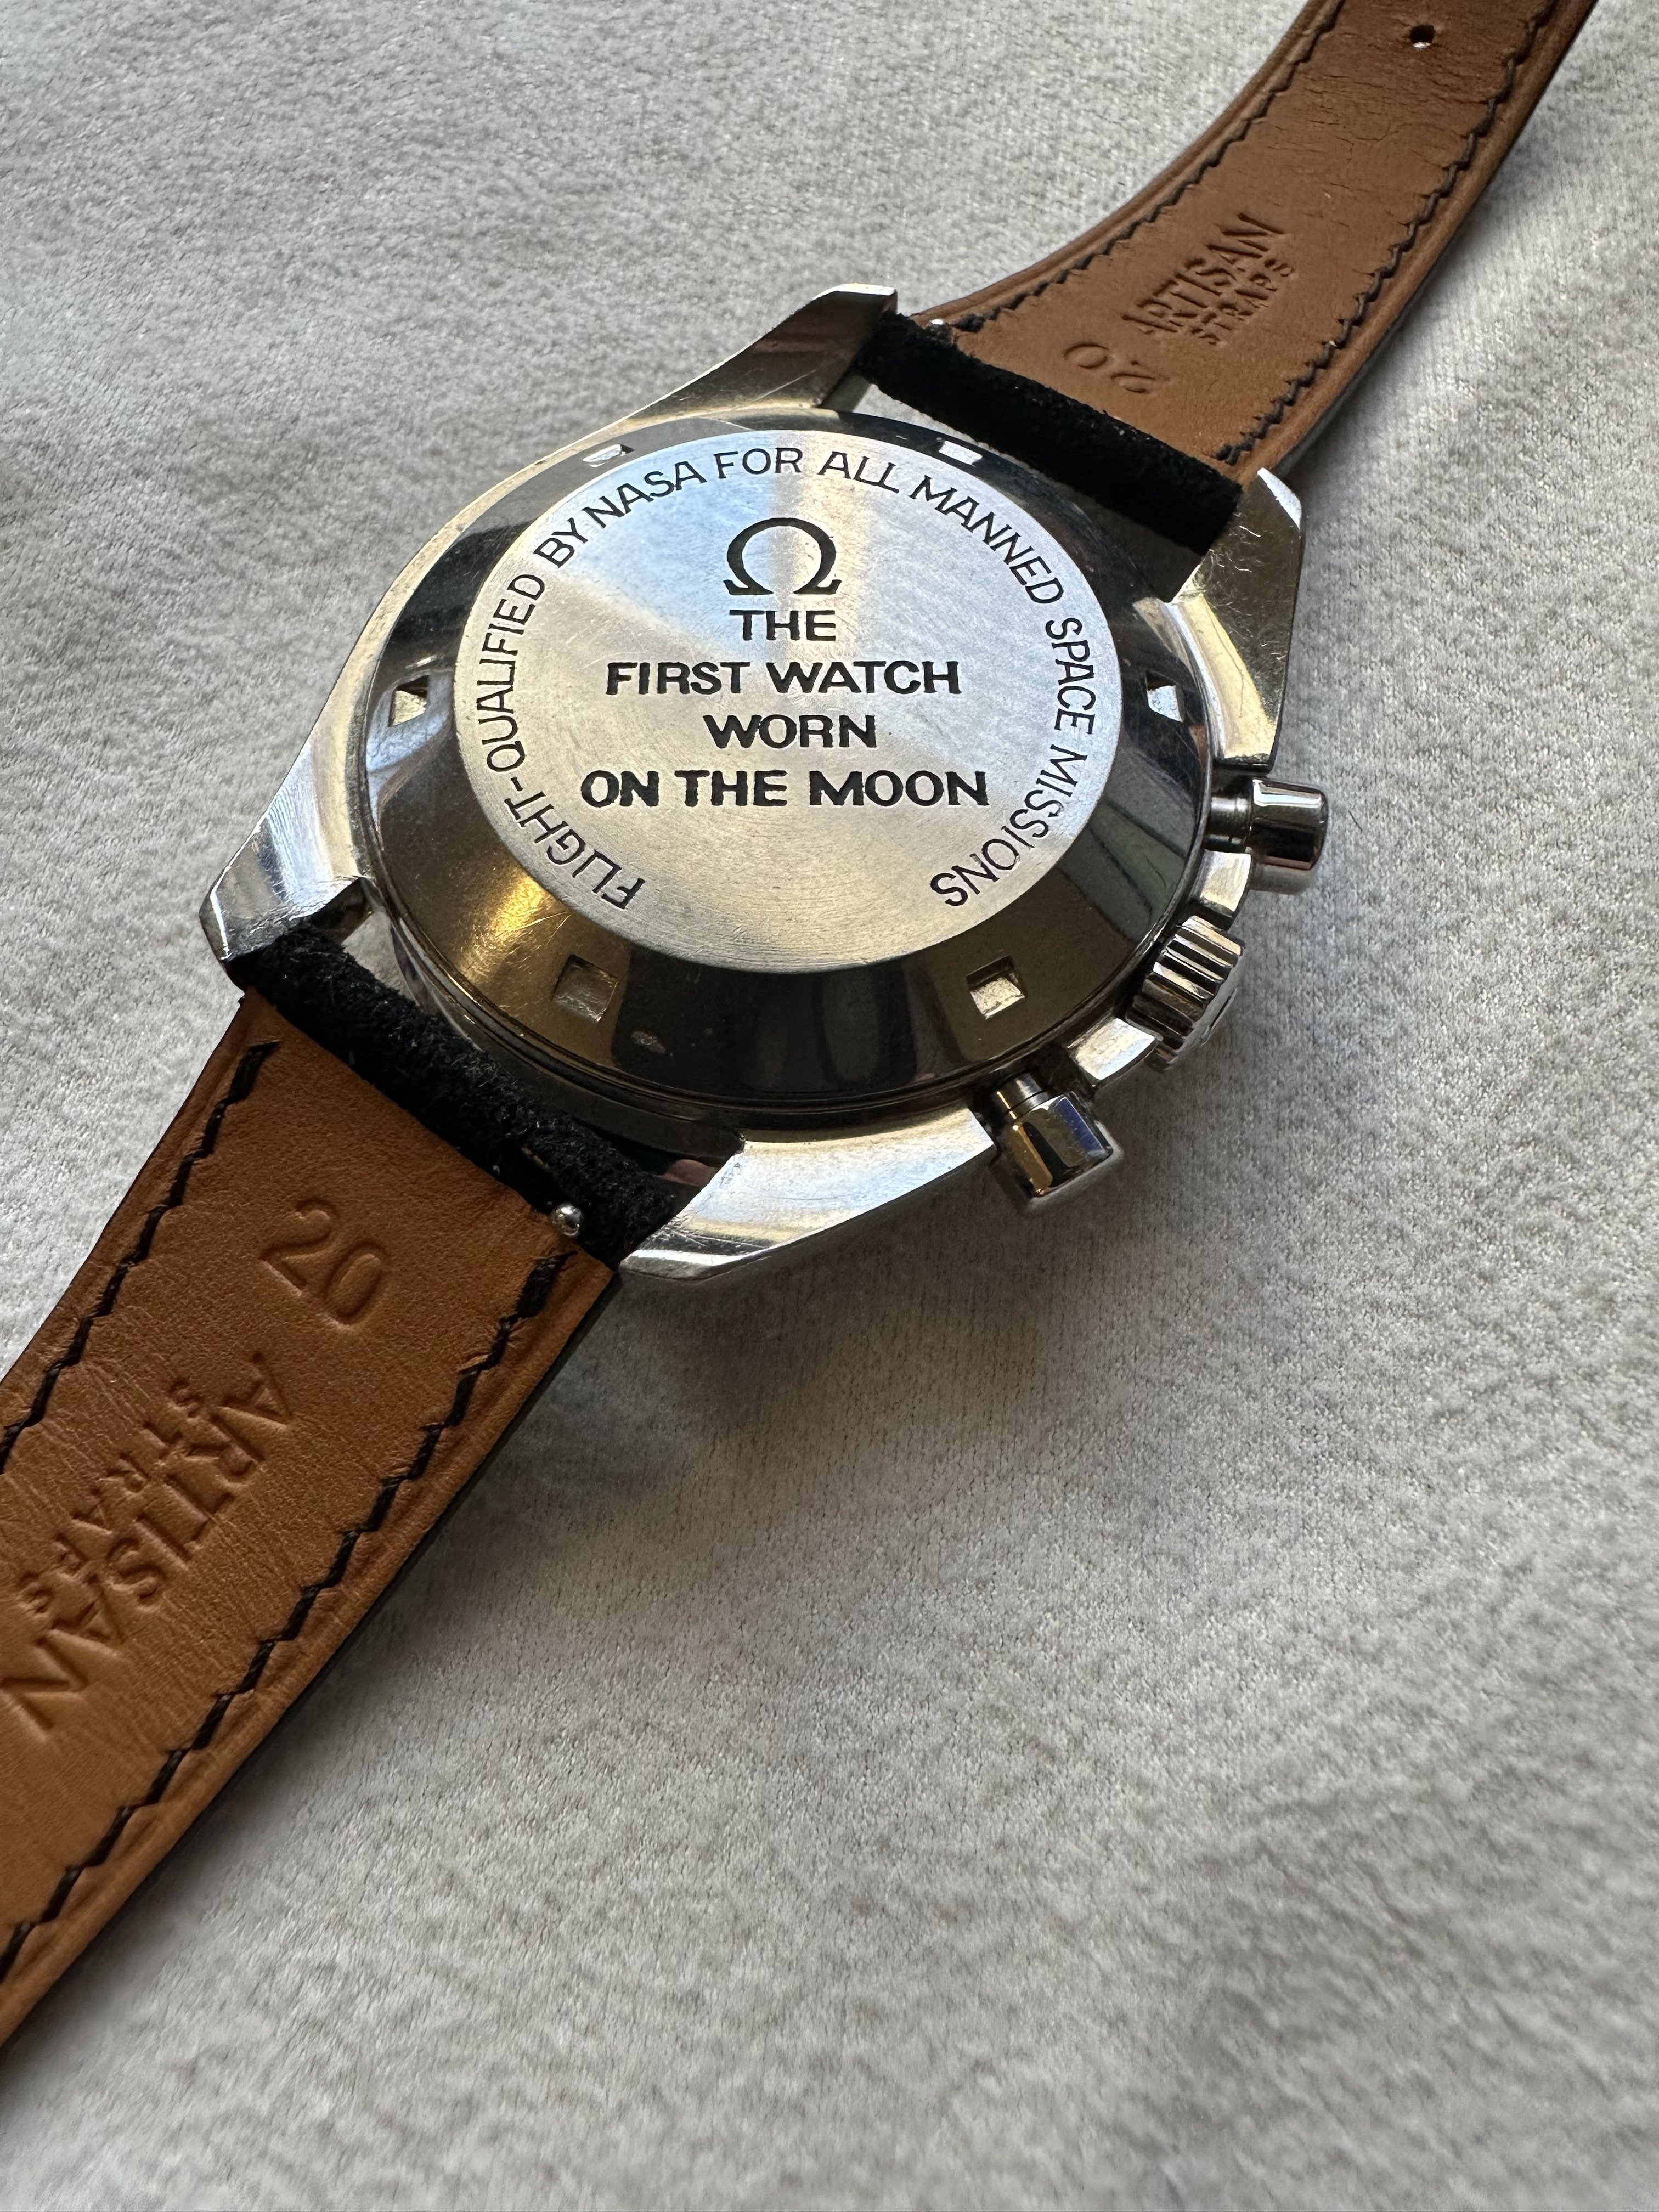 FLIGHT-QUALIFIED BY NASA FOR ALL MANNED SPACE MISSIONS
Ω
THE
FIRST WATCH
WORN
ON THE MOON
ARTISAN
STRAPS
20
20
ARTISAN
STRAPS